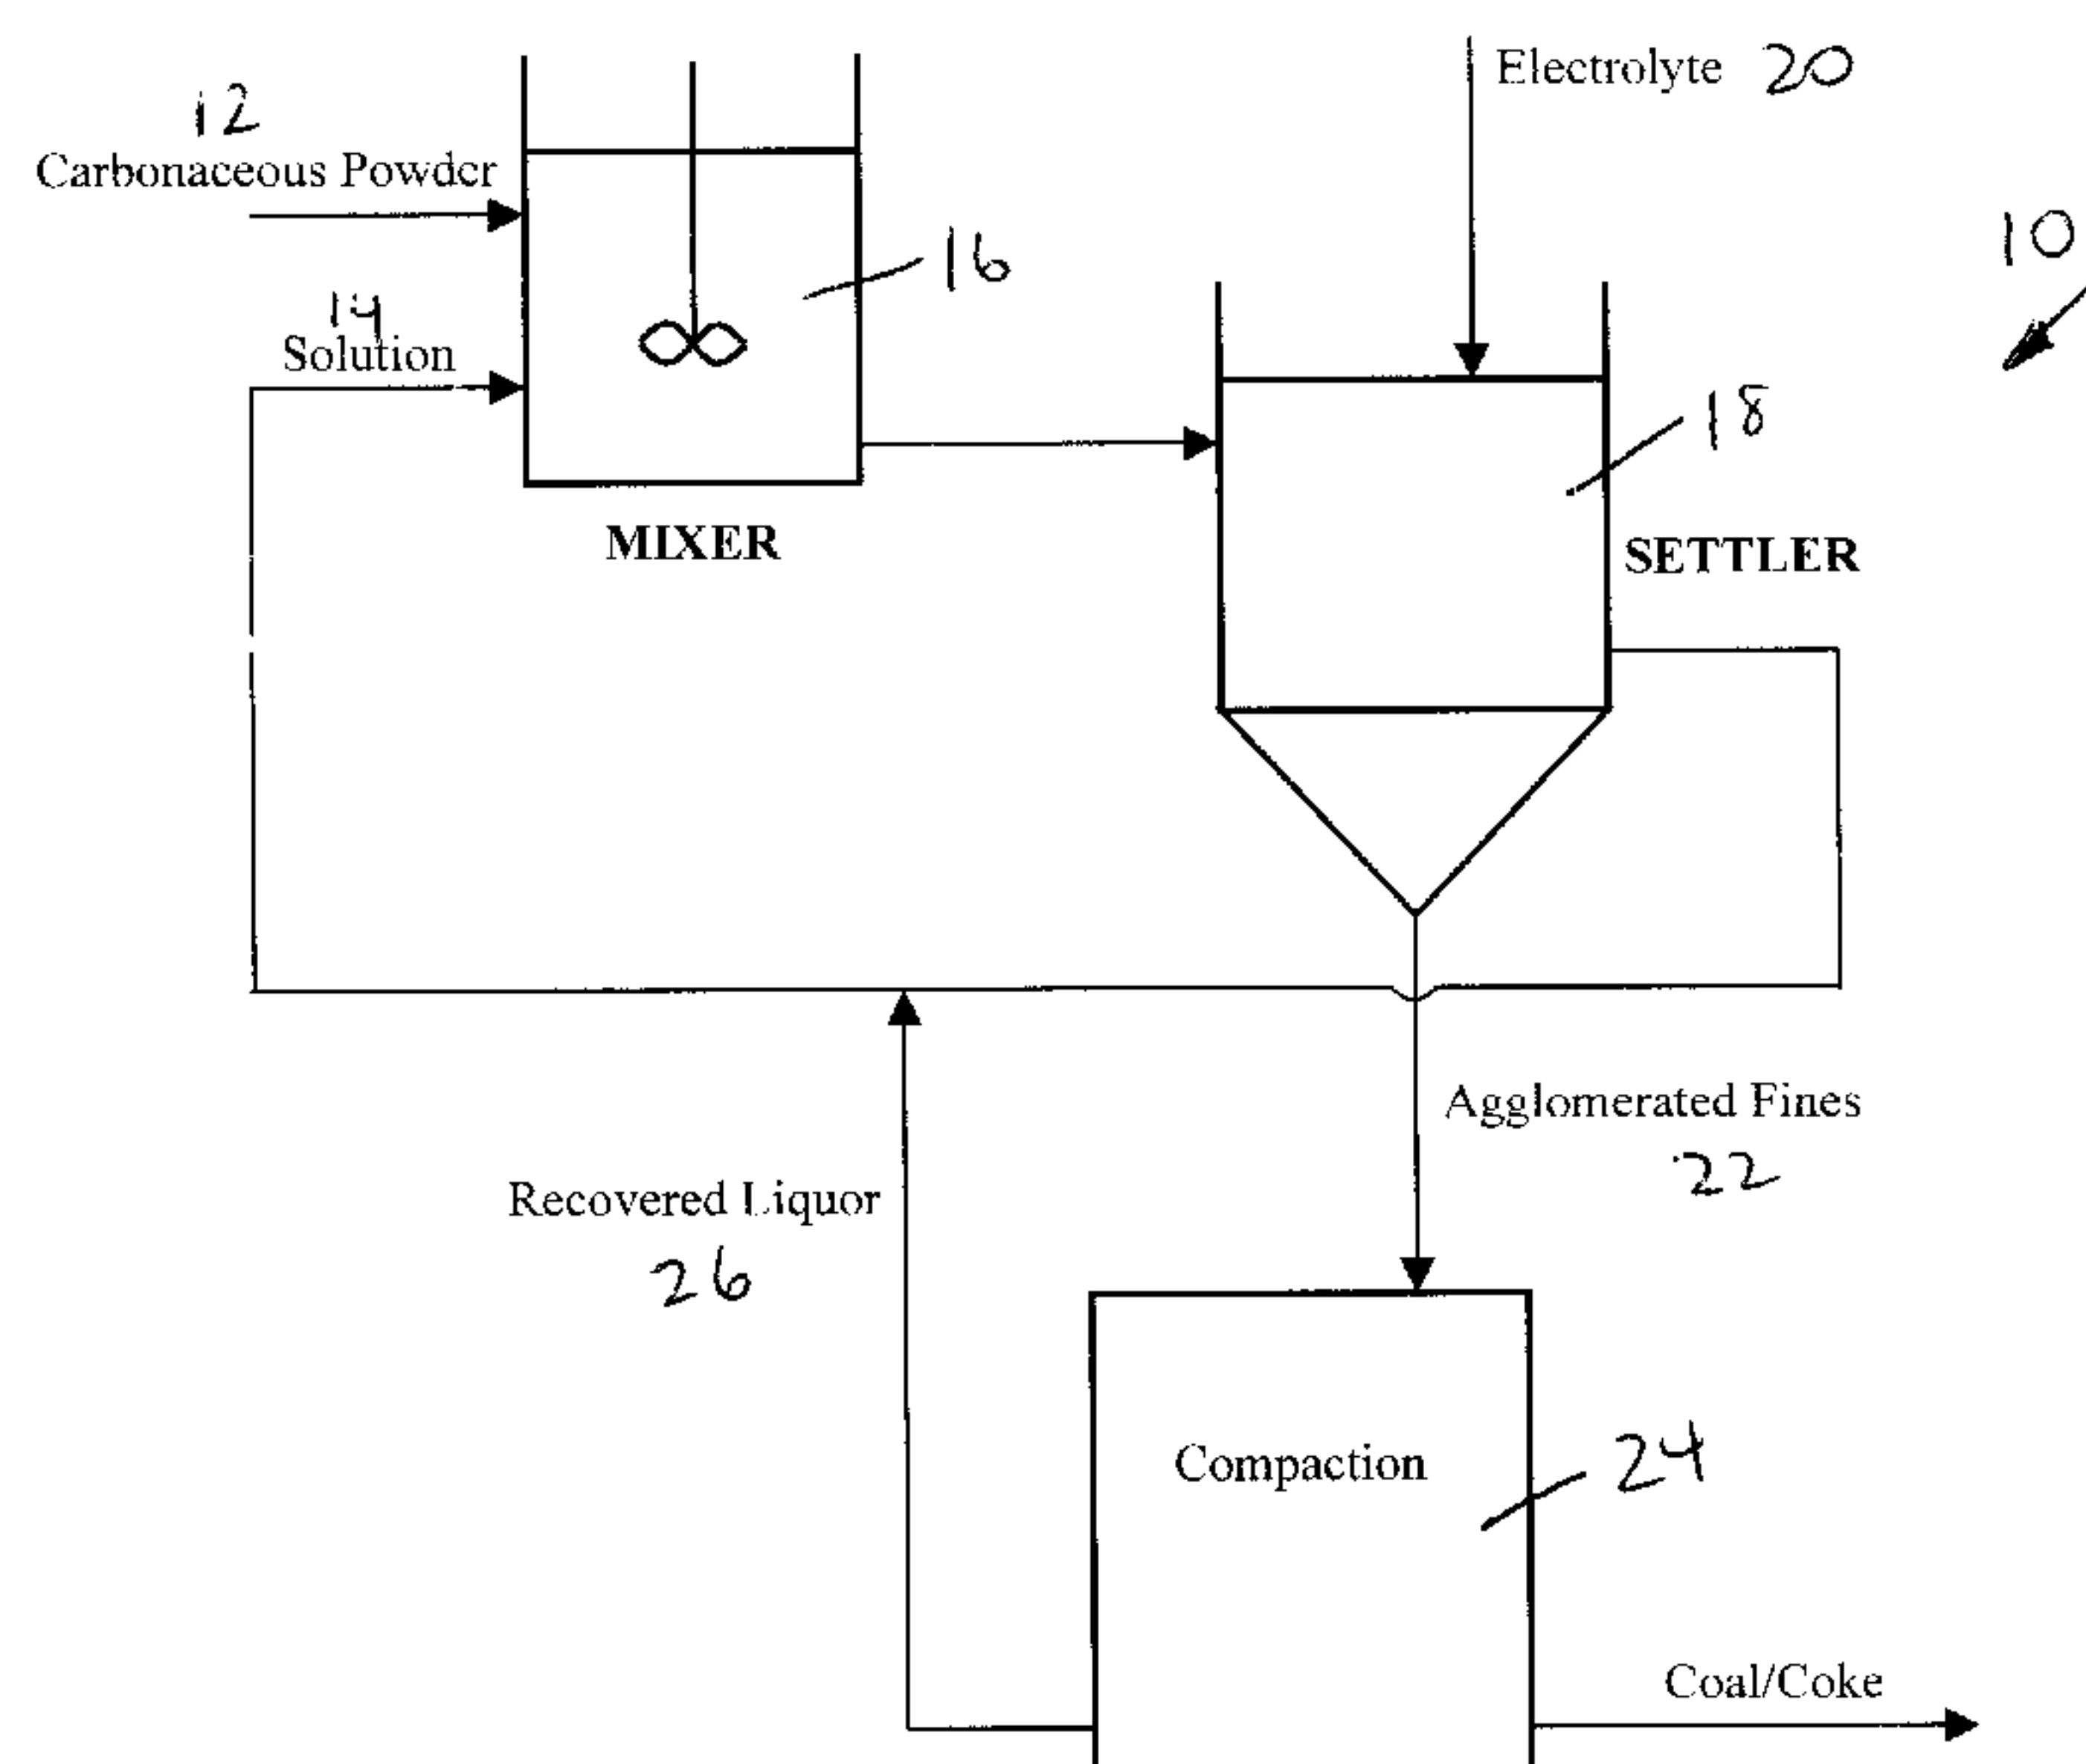 12
Carbonaceous Powder
14
Solution
16
MIXER
Electrolyte 20
10
18
SETTLER
Agglomerated Fines
22
Recovered Liquor
26
Compaction
24
Coal/Coke